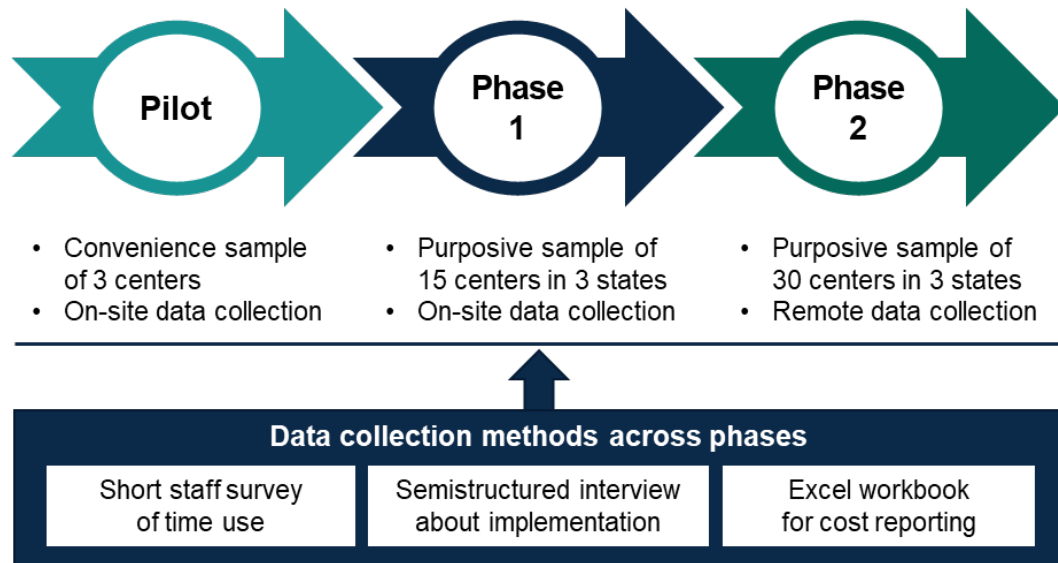 Pilot
Phase
1
Phase
2
• Convenience sample
of 3 centers
• On-site data collection
• Purposive sample of
15 centers in 3 states
• On-site data collection
• Purposive sample of
30 centers in 3 states
• Remote data collection
Data collection methods across phases
Short staff survey
of time use
Semistructured interview
about implementation
Excel workbook
for cost reporting